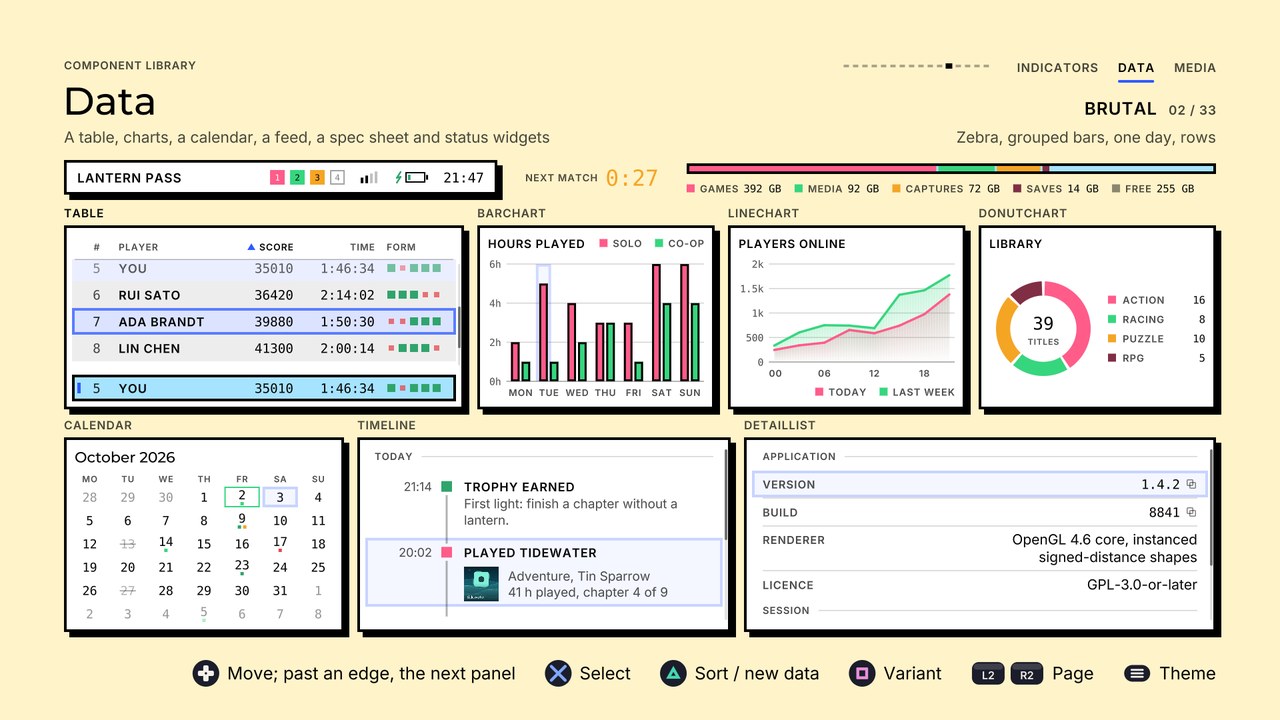 COMPONENT LIBRARY
INDICATORS DATA MEDIA
Data
BRUTAL 02 / 33
A table, charts, a calendar, a feed, a spec sheet and status widgets
Zebra, grouped bars, one day, rows
LANTERN PASS 1 2 3 4 21:47
NEXT MATCH 0:27
GAMES 392 GB MEDIA 92 GB CAPTURES 72 GB SAVES 14 GB FREE 255 GB
TABLE
# PLAYER SCORE TIME FORM
5 YOU 35010 1:46:34
6 RUI SATO 36420 2:14:02
7 ADA BRANDT 39880 1:50:30
8 LIN CHEN 41300 2:00:14
5 YOU 35010 1:46:34
BARCHART
HOURS PLAYED SOLO CO-OP
6h
4h
2h
0h
MON TUE WED THU FRI SAT SUN
LINECHART
PLAYERS ONLINE
2k
1.5k
1k
500
0
00 06 12 18
TODAY LAST WEEK
DONUTCHART
LIBRARY
39
TITLES
ACTION 16
RACING 8
PUZZLE 10
RPG 5
CALENDAR
October 2026
MO TU WE TH FR SA SU
28 29 30 1 2 3 4
5 6 7 8 9 10 11
12 13 14 15 16 17 18
19 20 21 22 23 24 25
26 27 28 29 30 31 1
2 3 4 5 6 7 8
TIMELINE
TODAY
21:14 TROPHY EARNED
First light: finish a chapter without a
lantern.
20:02 PLAYED TIDEWATER
Adventure, Tin Sparrow
41 h played, chapter 4 of 9
DETAILLIST
APPLICATION
VERSION 1.4.2
BUILD 8841
RENDERER OpenGL 4.6 core, instanced
signed-distance shapes
LICENCE GPL-3.0-or-later
SESSION
Move; past an edge, the next panel Select Sort / new data Variant L2 R2 Page Theme